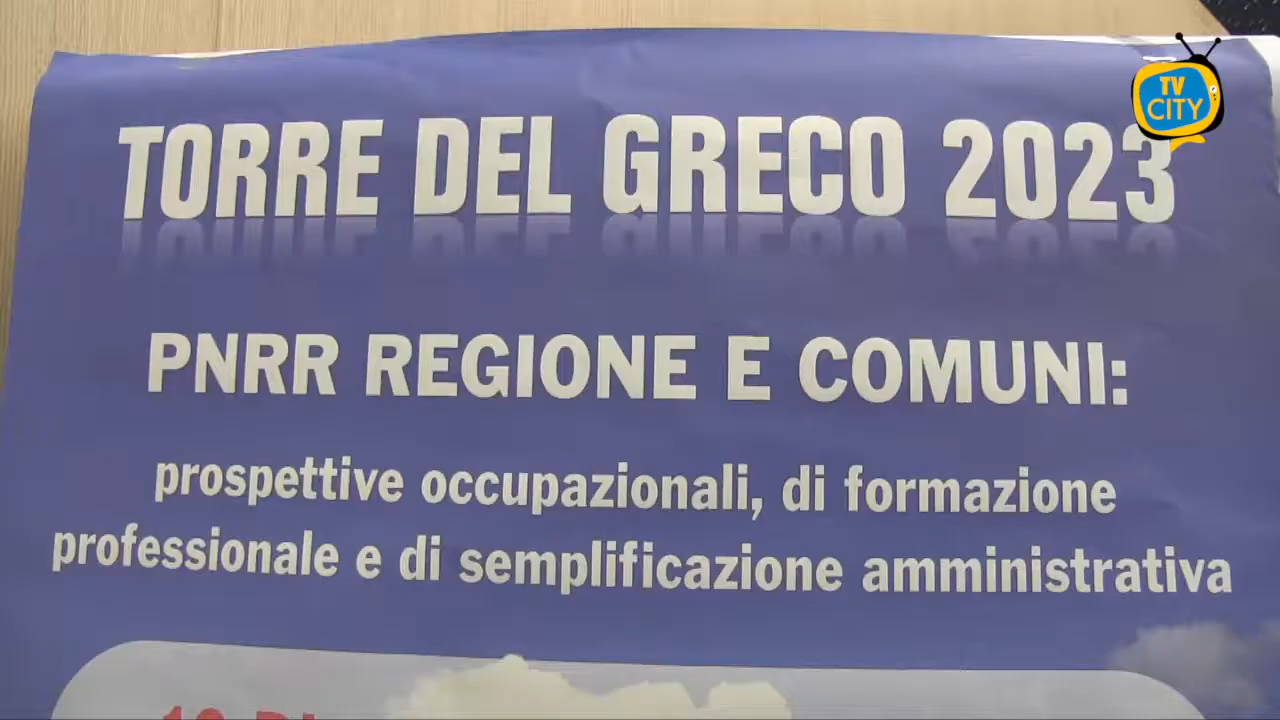 TV
CITY
TORRE DEL GRECO 2023
PNRR REGIONE E COMUNI:
prospettive occupazionali, di formazione
professionale e di semplificazione amministrativa